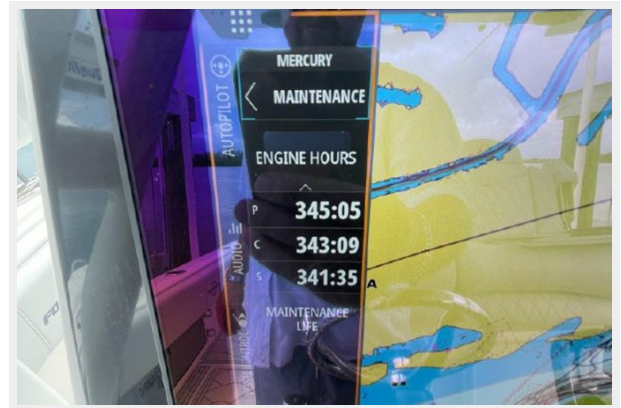 MERCURY
MAINTENANCE
AUTOPILOT
ENGINE HOURS
P 345:05
C 343:09
AUDIO
S 341:35
A
MAINTENANCE
LIFE